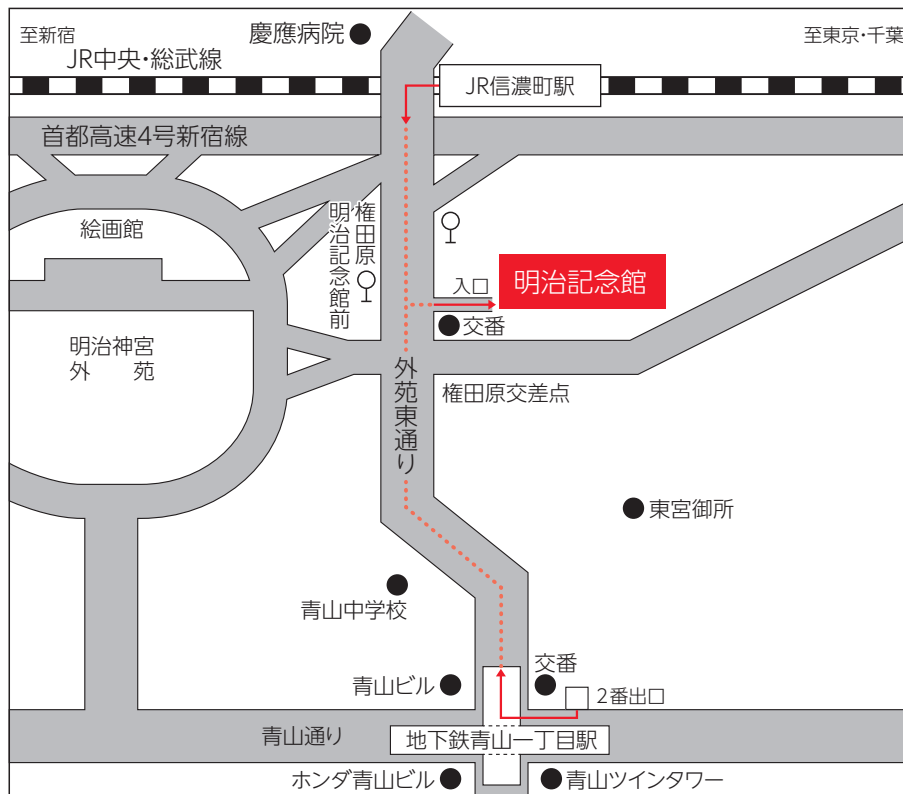 至新宿
慶應病院
至東京・千葉
JR中央・総武線
JR信濃町駅
首都高速4号新宿線
権田原
明治記念館前
絵画館
入口
明治記念館
交番
明治神宮
外 苑
権田原交差点
外苑東通り
東宮御所
青山中学校
交番
青山ビル
2番出口
青山通り
地下鉄青山一丁目駅
ホンダ青山ビル
青山ツインタワー